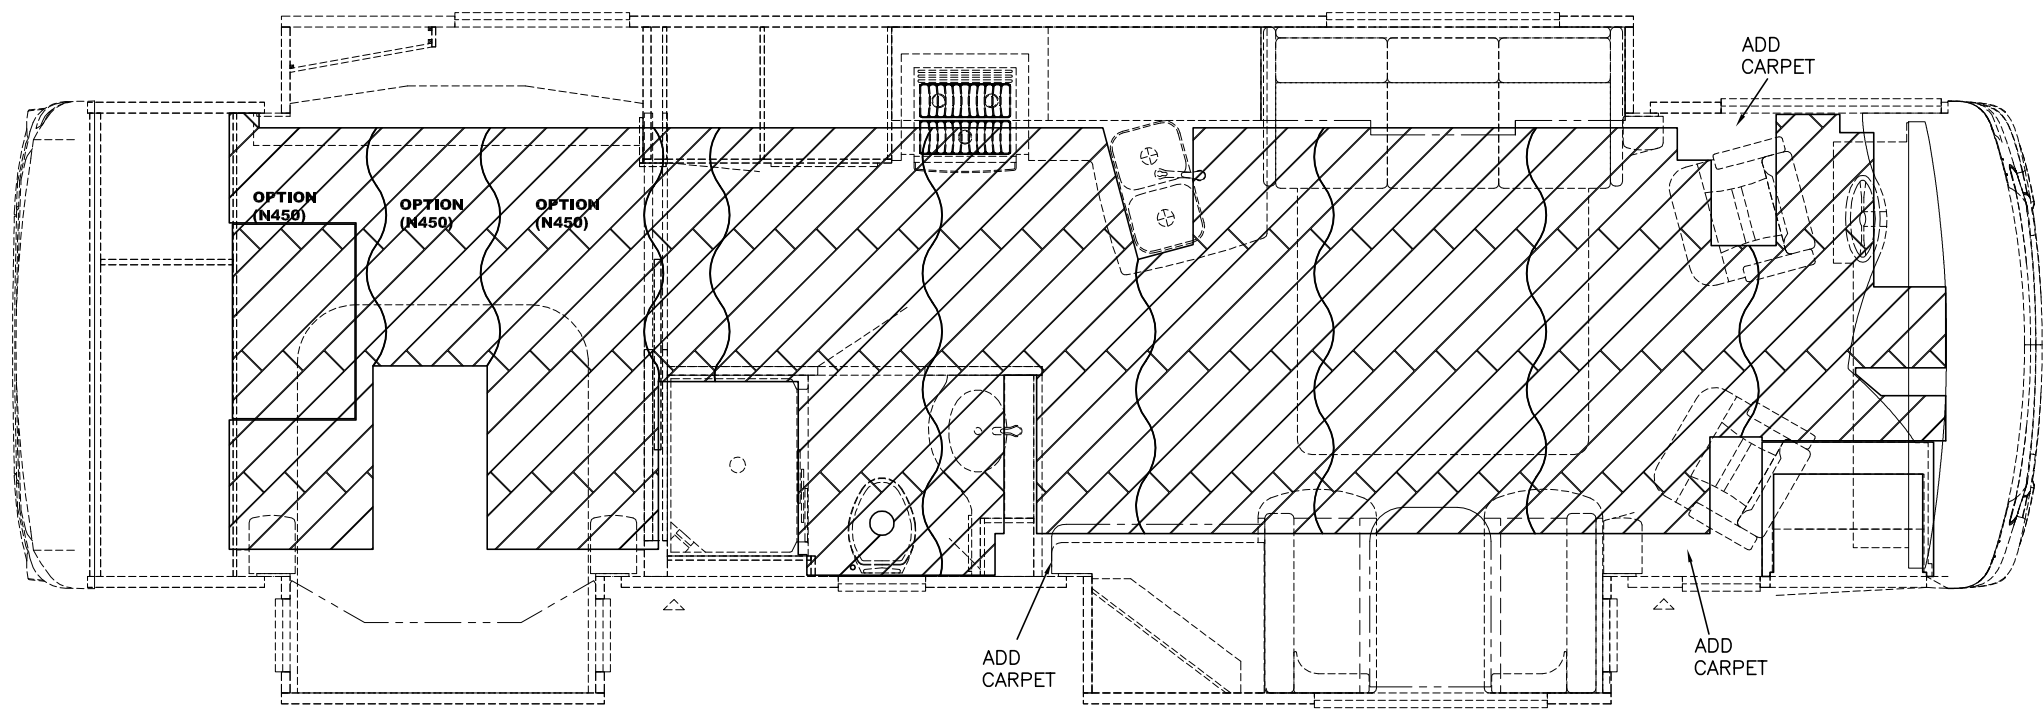 ADD
CARPET
OPTION
(N450)
OPTION
(N450)
OPTION
(N450)
ADD
CARPET
ADD
CARPET